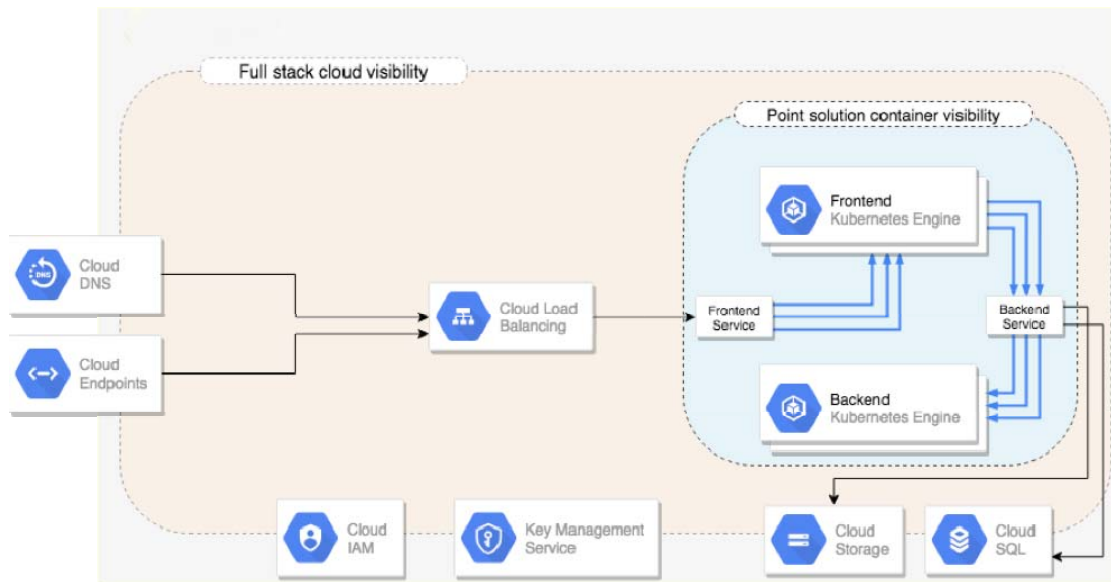 Full stack cloud visibility
Point solution container visibility
Frontend
Kubernetes Engine
Cloud
DNS
DNS
Cloud Load
Balancing
Frontend
Service
Backend
Service
Cloud
Endpoints
Backend
Kubernetes Engine
Cloud
IAM
Key Management
Service
Cloud
Storage
Cloud
SQL